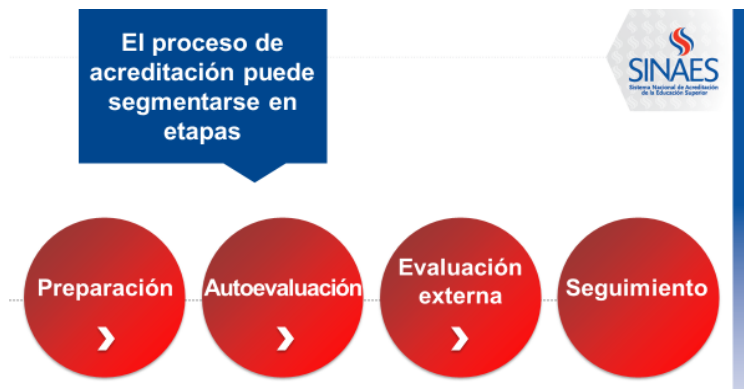 El proceso de
acreditación puede
segmentarse en
etapas
SINAES
Sistema Nacional de Acreditación
de la Educación Superior
Preparación
Autoevaluación
Evaluación
externa
Seguimiento